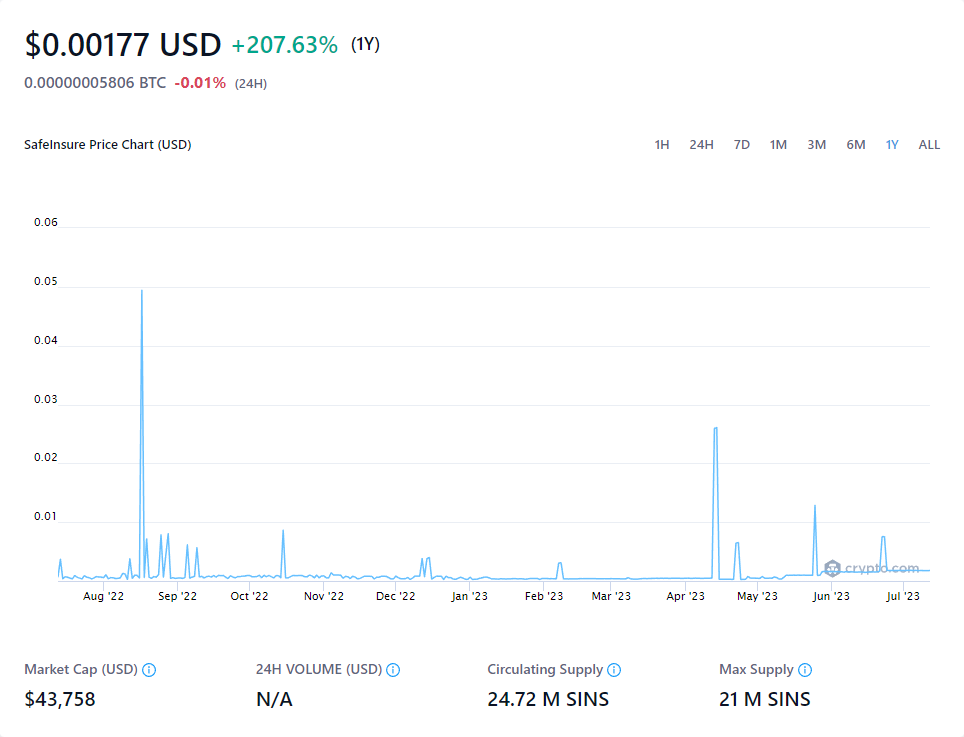 $0.00177 USD +207.63% (1Y)
0.00000005806 BTC -0.01% (24H)
SafeInsure Price Chart (USD) 1H 24H 7D 1M 3M 6M 1Y ALL
0.06
0.05
0.04
0.03
0.02
0.01
crypto.com
Aug '22 Sep '22 Oct '22 Nov '22 Dec '22 Jan '23 Feb '23 Mar '23 Apr '23 May '23 Jun '23 Jul '23
Market Cap (USD) 24H VOLUME (USD) Circulating Supply Max Supply
$43,758 N/A 24.72 M SINS 21 M SINS